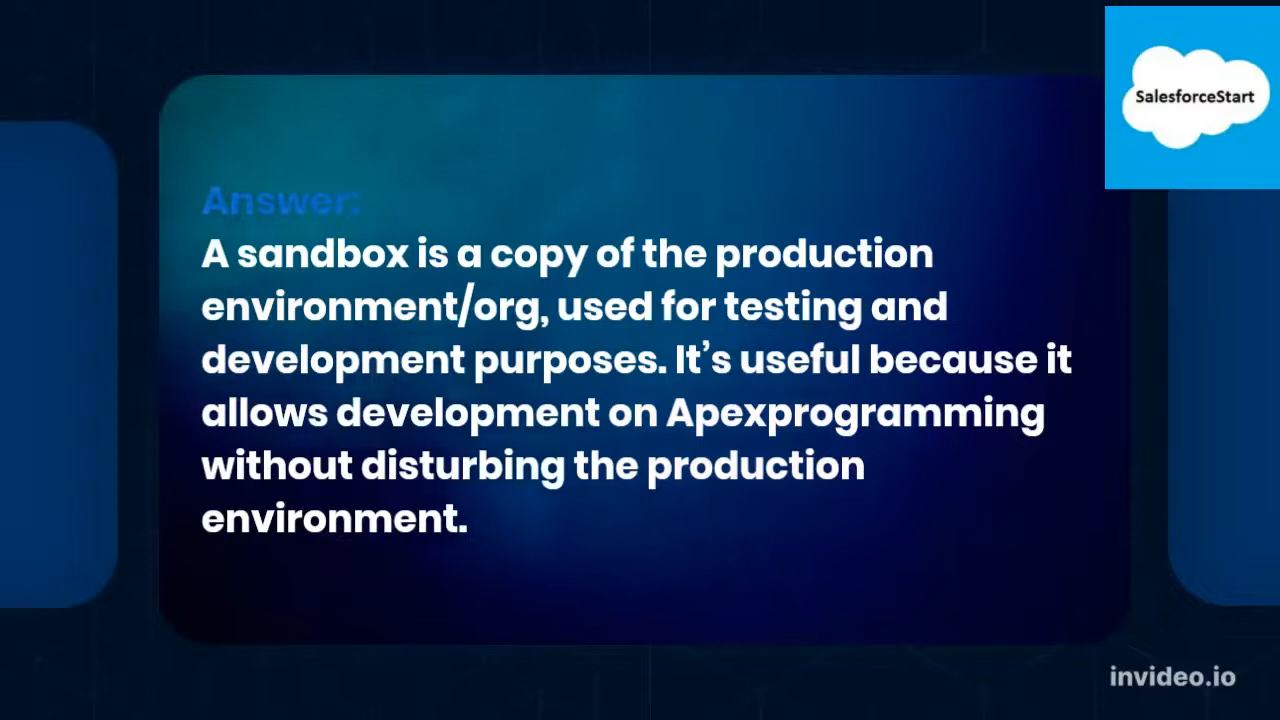 SalesforceStart
Answer:
A sandbox is a copy of the production
environment/org, used for testing and
development purposes. It’s useful because it
allows development on Apexprogramming
without disturbing the production
environment.
invideo.io